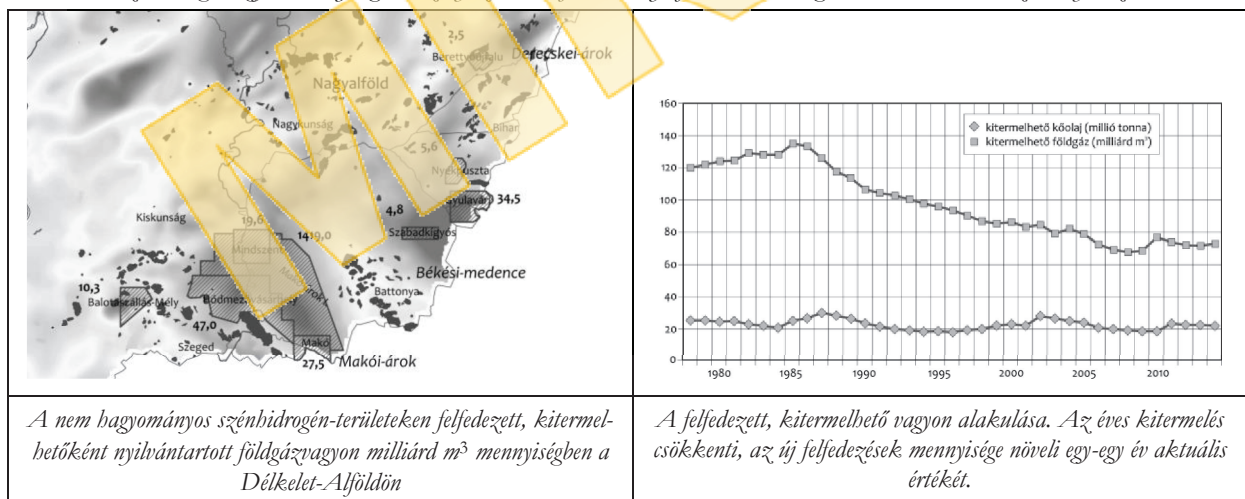 2,5
Berettyóújfalu
Derecskei-árok
Nagyalföld
Nagykunság
Bihar
5,6
34,5
4,8
Kiskunság
19,6
1419,0
Szabadkígyós
Mindszent
Békési-medence
10,3
Balotaszállás-Mély
Battonya
47,0
Szeged
Makó
27,5
Makói-árok
160
140
120
100
80
60
40
20
0
kitermelhető kőolaj (millió tonna)
kitermelhető földgáz (milliárd m³)
1980 1985 1990 1995 2000 2005 2010
A nem hagyományos szénhidrogén-területeken felfedezett, kitermel-
hetőként nyilvántartott földgázvagyon milliárd m³ mennyiségben a
Délkelet-Alföldön
A felfedezett, kitermelhető vagyon alakulása. Az éves kitermelés
csökkenti, az új felfedezések mennyisége növeli egy-egy év aktuális
értékét.